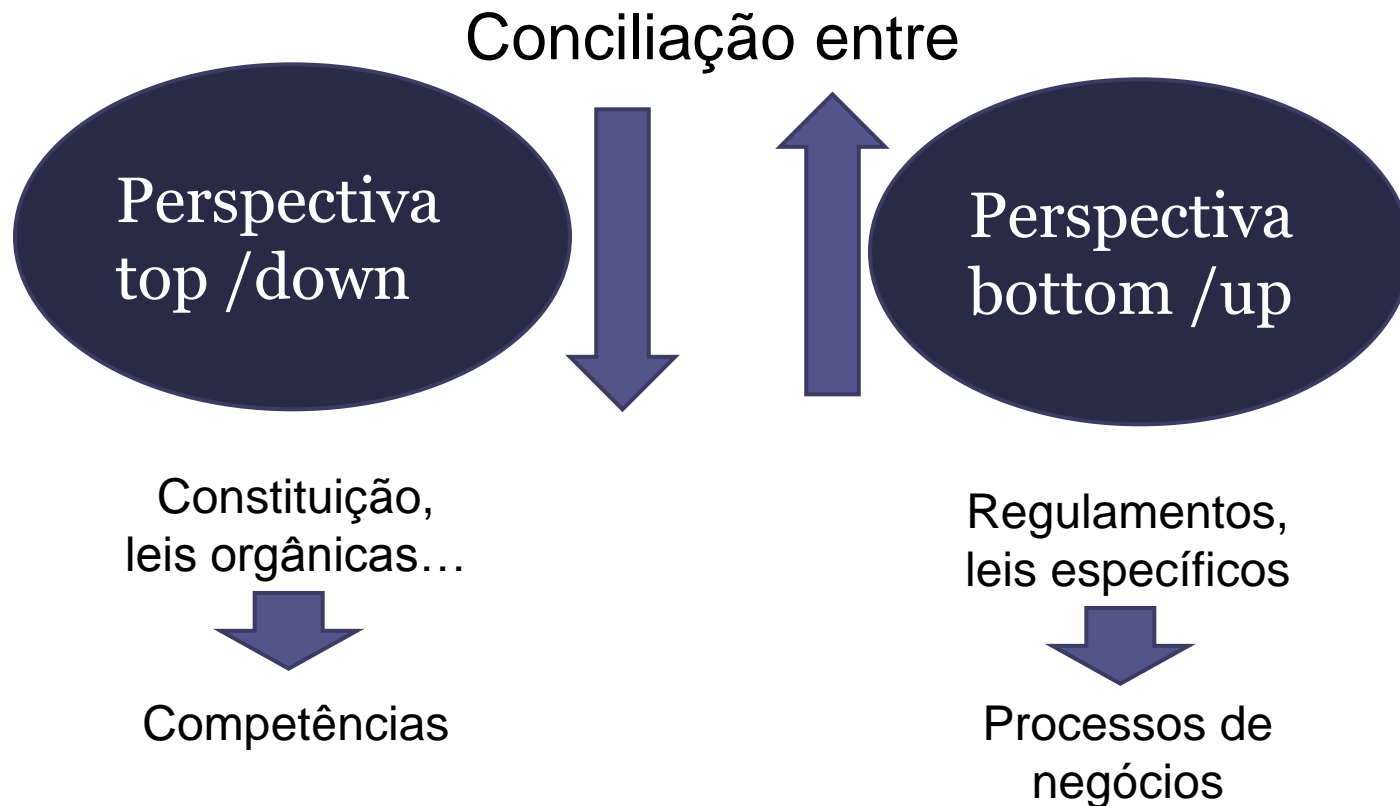 Conciliação entre
Perspectiva
top /down
Perspectiva
bottom /up
Constituição,
leis orgânicas…
Regulamentos,
leis específicos
Competências
Processos de
negócios